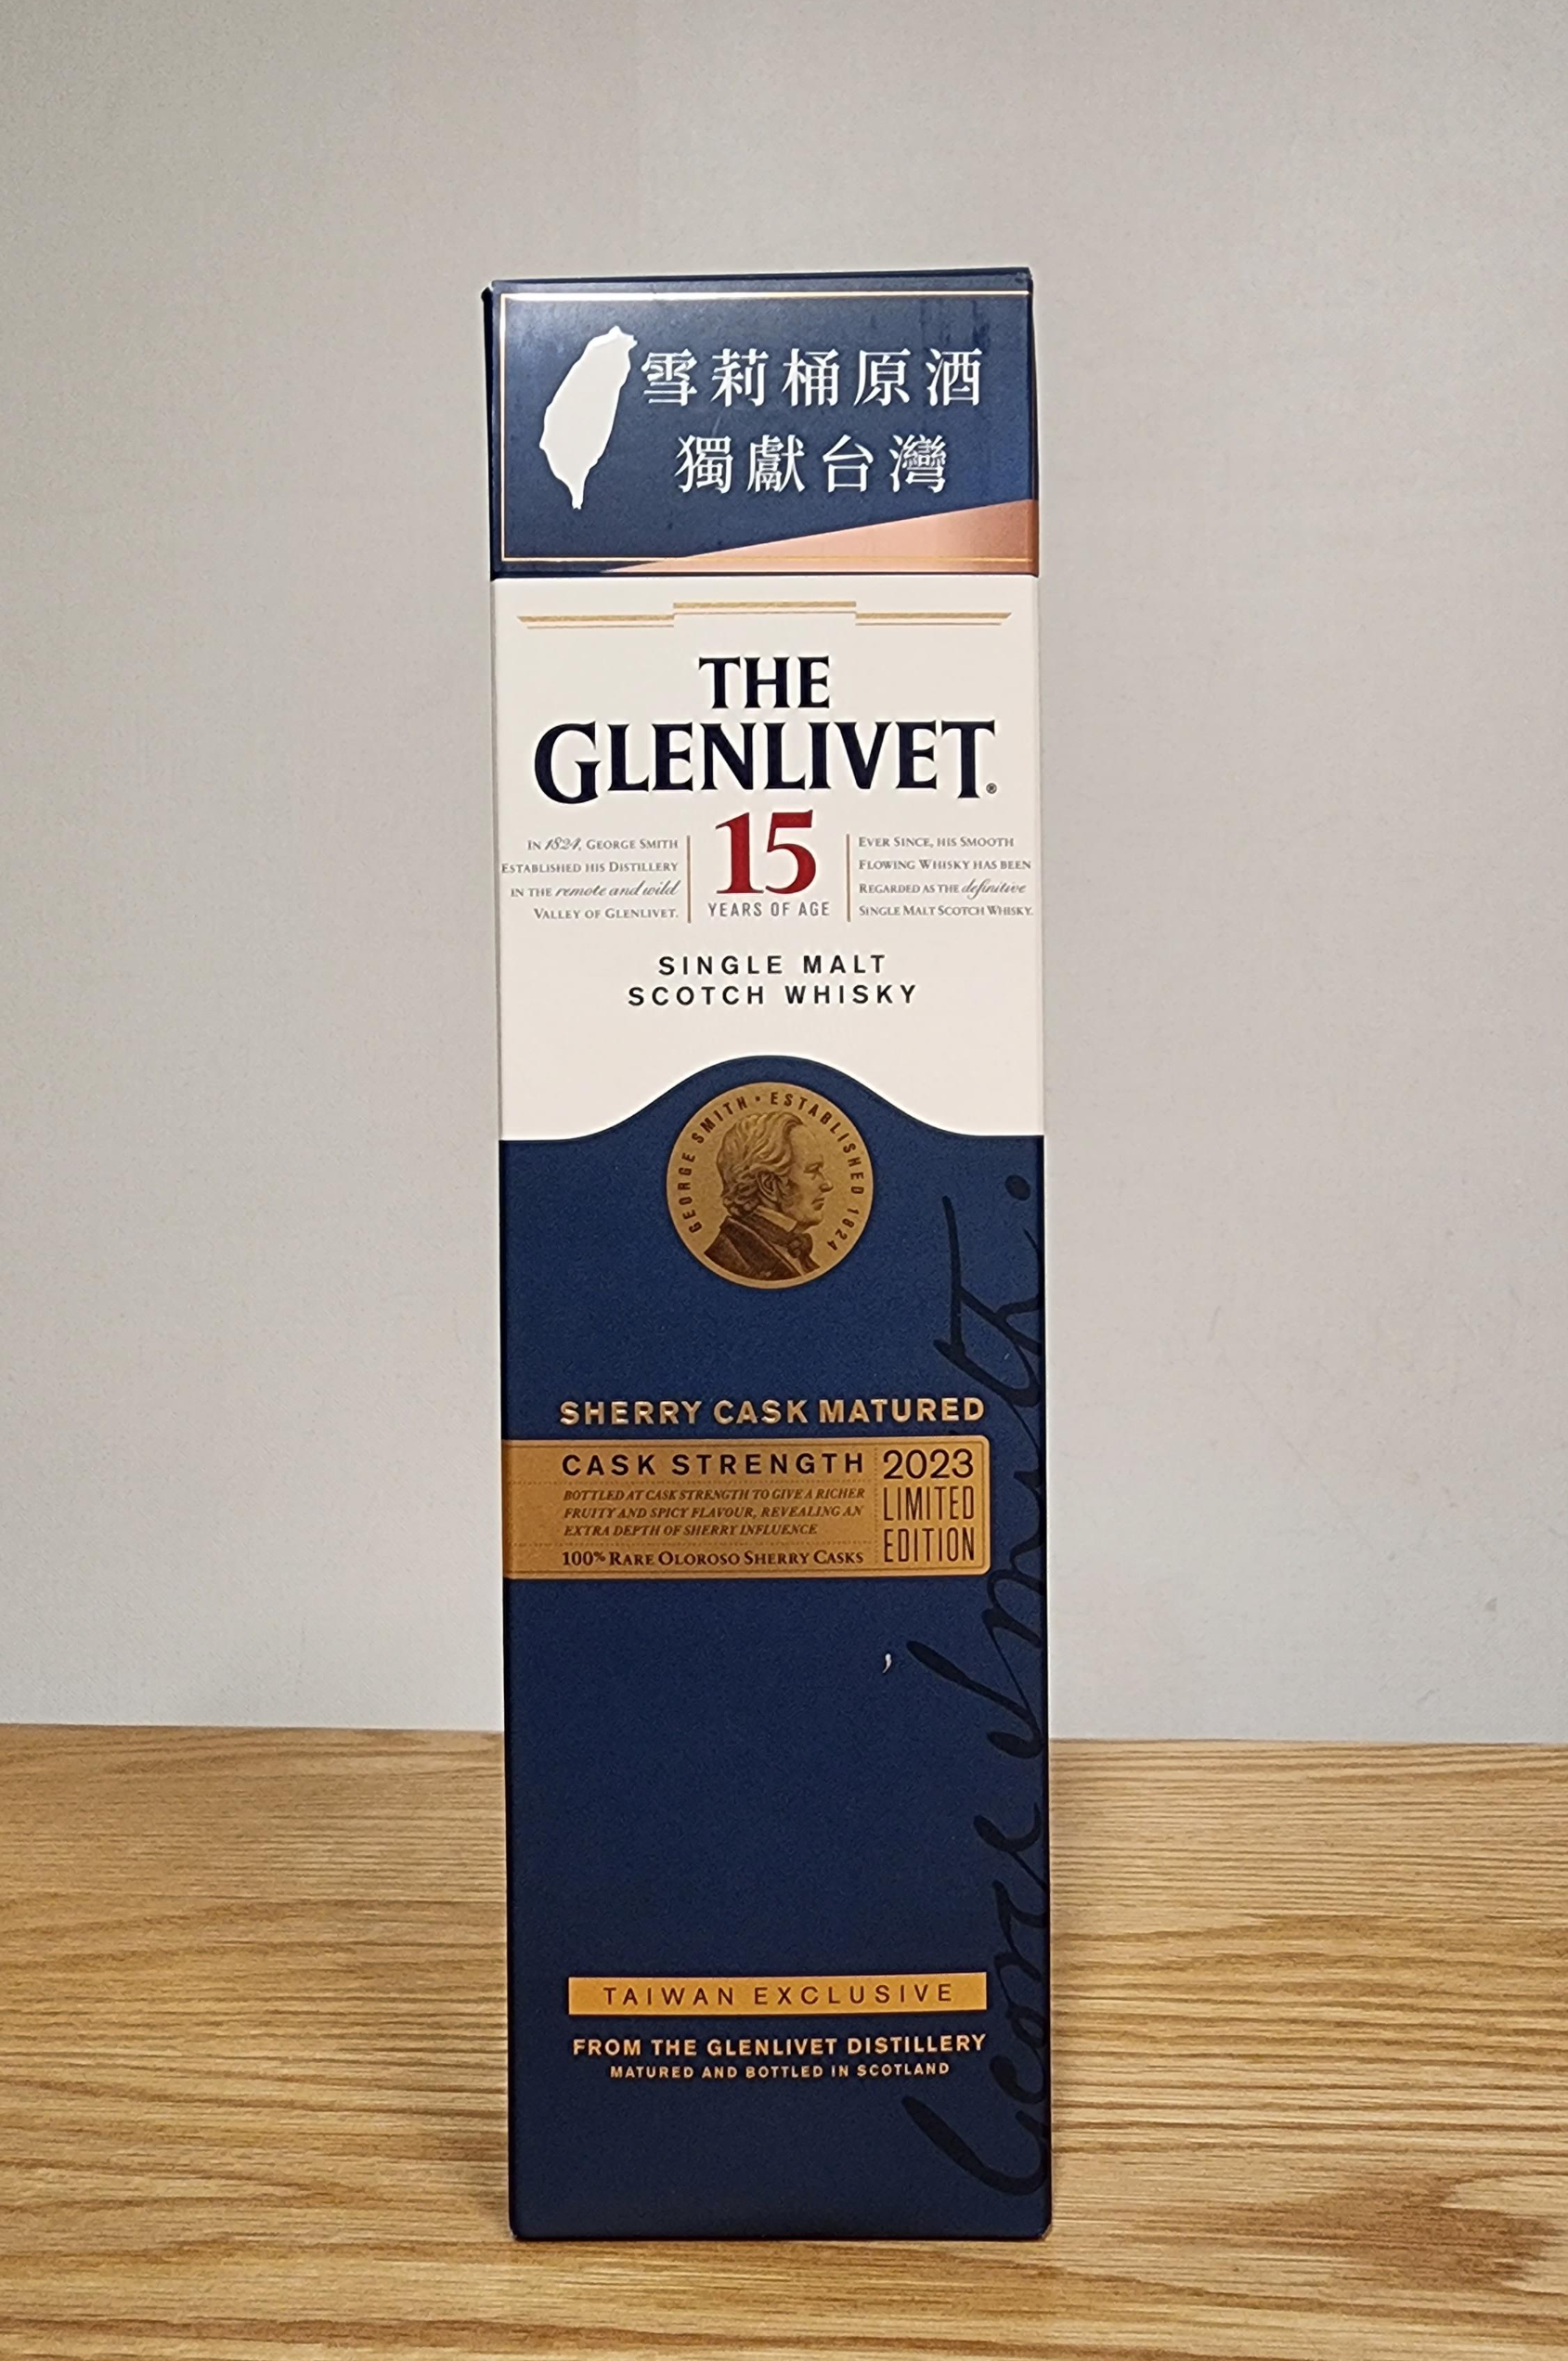 雪莉桶原酒
獨獻台灣
THE
GLENLIVET®
IN 1824, GEORGE SMITH
ESTABLISHED HIS DISTILLERY
IN THE remote and wild
VALLEY OF GLENLIVET.
15
YEARS OF AGE
EVER SINCE, HIS SMOOTH
FLOWING WHISKY HAS BEEN
REGARDED AS THE definitive
SINGLE MALT SCOTCH WHISKY.
SINGLE MALT
SCOTCH WHISKY
GEORGE SMITH • ESTABLISHED 1824
SHERRY CASK MATURED
CASK STRENGTH
BOTTLED AT CASK STRENGTH TO GIVE A RICHER
FRUITY AND SPICY FLAVOUR, REVEALING AN
EXTRA DEPTH OF SHERRY INFLUENCE
100% RARE OLOROSO SHERRY CASKS
2023
LIMITED
EDITION
TAIWAN EXCLUSIVE
FROM THE GLENLIVET DISTILLERY
MATURED AND BOTTLED IN SCOTLAND